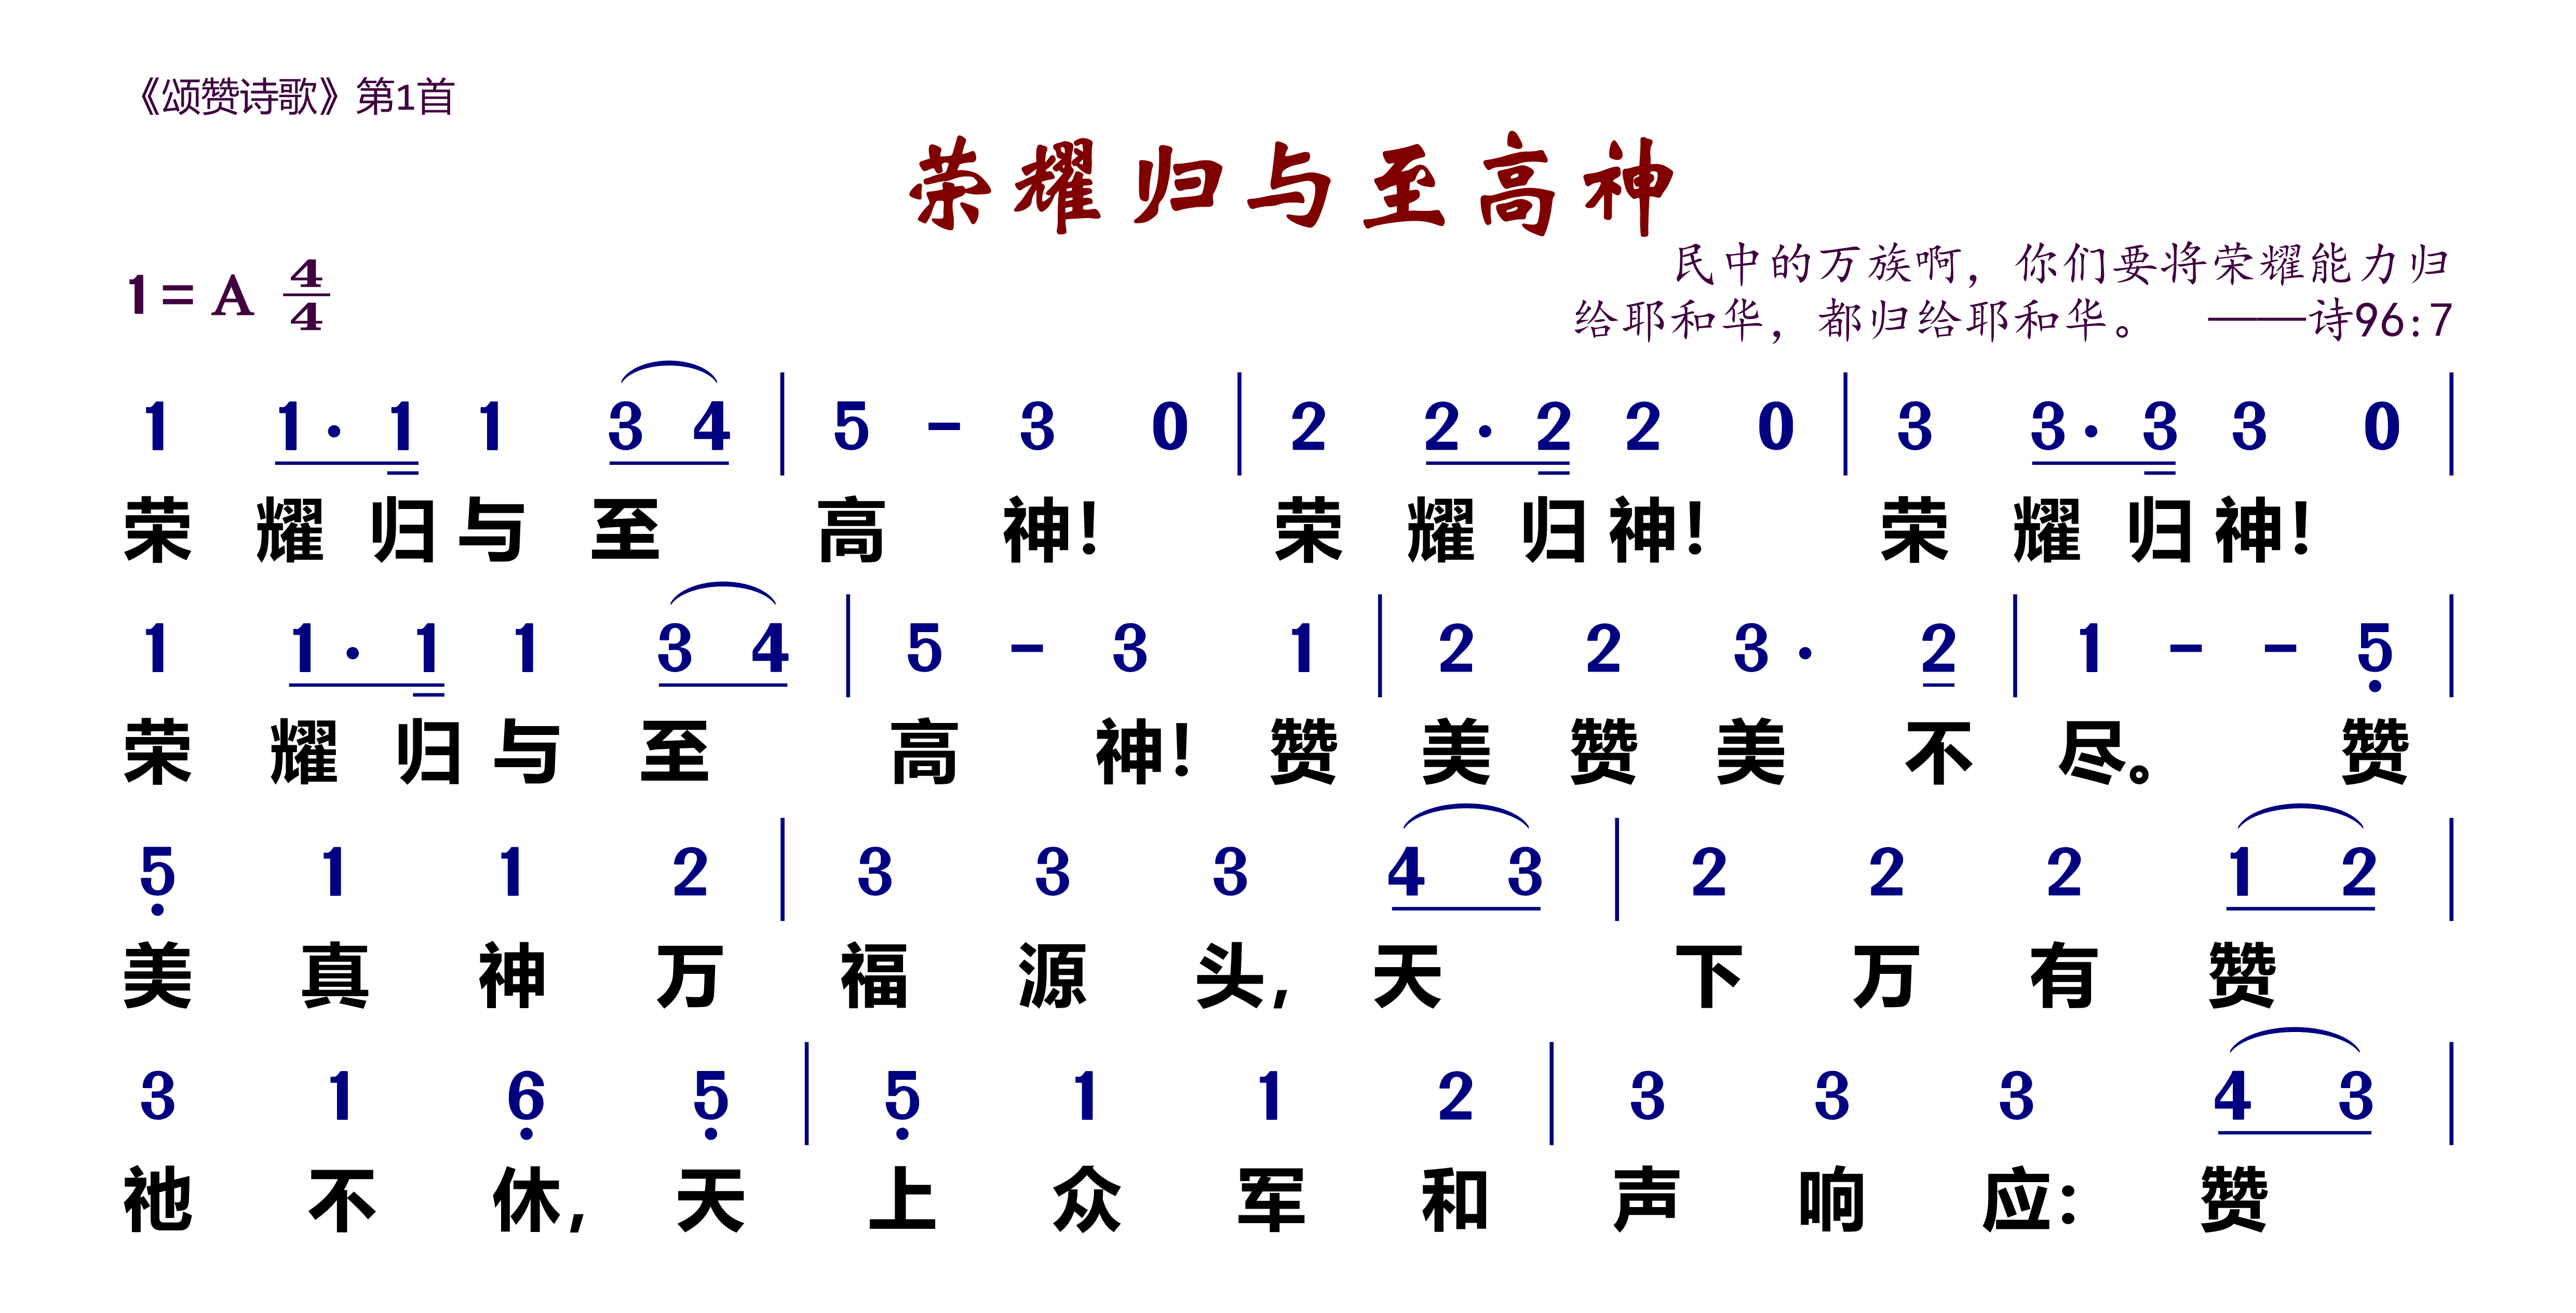 《颂赞诗歌》第1首
荣耀归与至高神
1= A 4/4
民中的万族啊，你们要将荣耀能力归
给耶和华，都归给耶和华。 ——诗96:7
1 1· 1 1 3 4 | 5 – 3 0 | 2 2· 2 2 0 | 3 3· 3 3 0 |
荣 耀 归 与 至 高 神！ 荣 耀 归 神！ 荣 耀 归 神！
1 1· 1 1 3 4 | 5 – 3 1 | 2 2 3· 2 | 1 – – 5̣ |
荣 耀 归 与 至 高 神！ 赞 美 赞 美 不 尽。 赞
5̣ 1 1 2 | 3 3 3 4 3 | 2 2 2 1 2 |
美 真 神 万 福 源 头， 天 下 万 有 赞
3 1 6̣ 5̣ | 5̣ 1 1 2 | 3 3 3 4 3 |
祂 不 休， 天 上 众 军 和 声 响 应： 赞